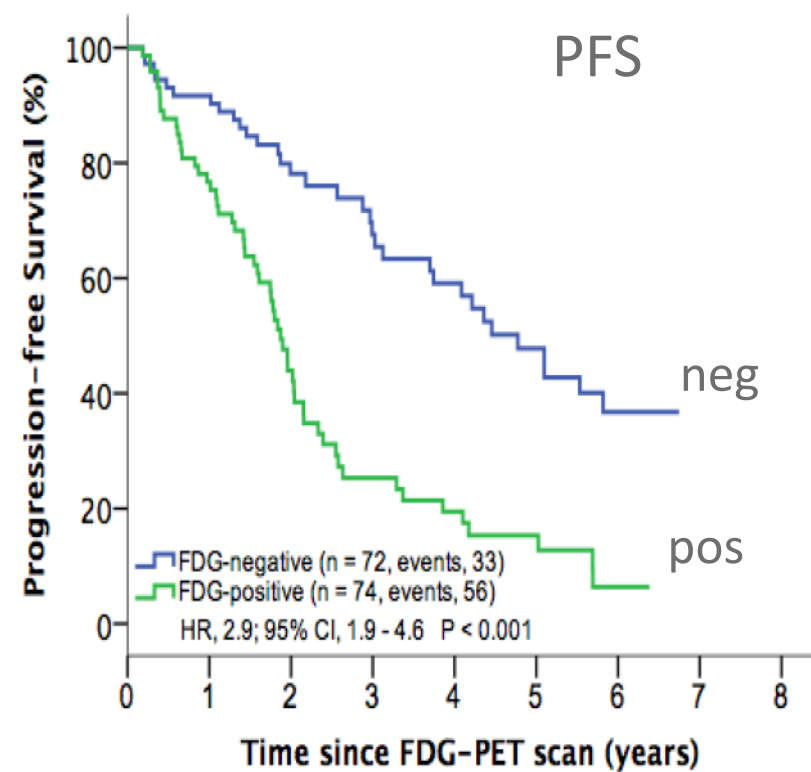 PFS
Progression-free Survival (%)
100
80
60
40
20
0
neg
pos
FDG-negative (n = 72, events, 33)
FDG-positive (n = 74, events, 56)
HR, 2.9; 95% CI, 1.9 - 4.6 P < 0.001
0 1 2 3 4 5 6 7 8
Time since FDG-PET scan (years)